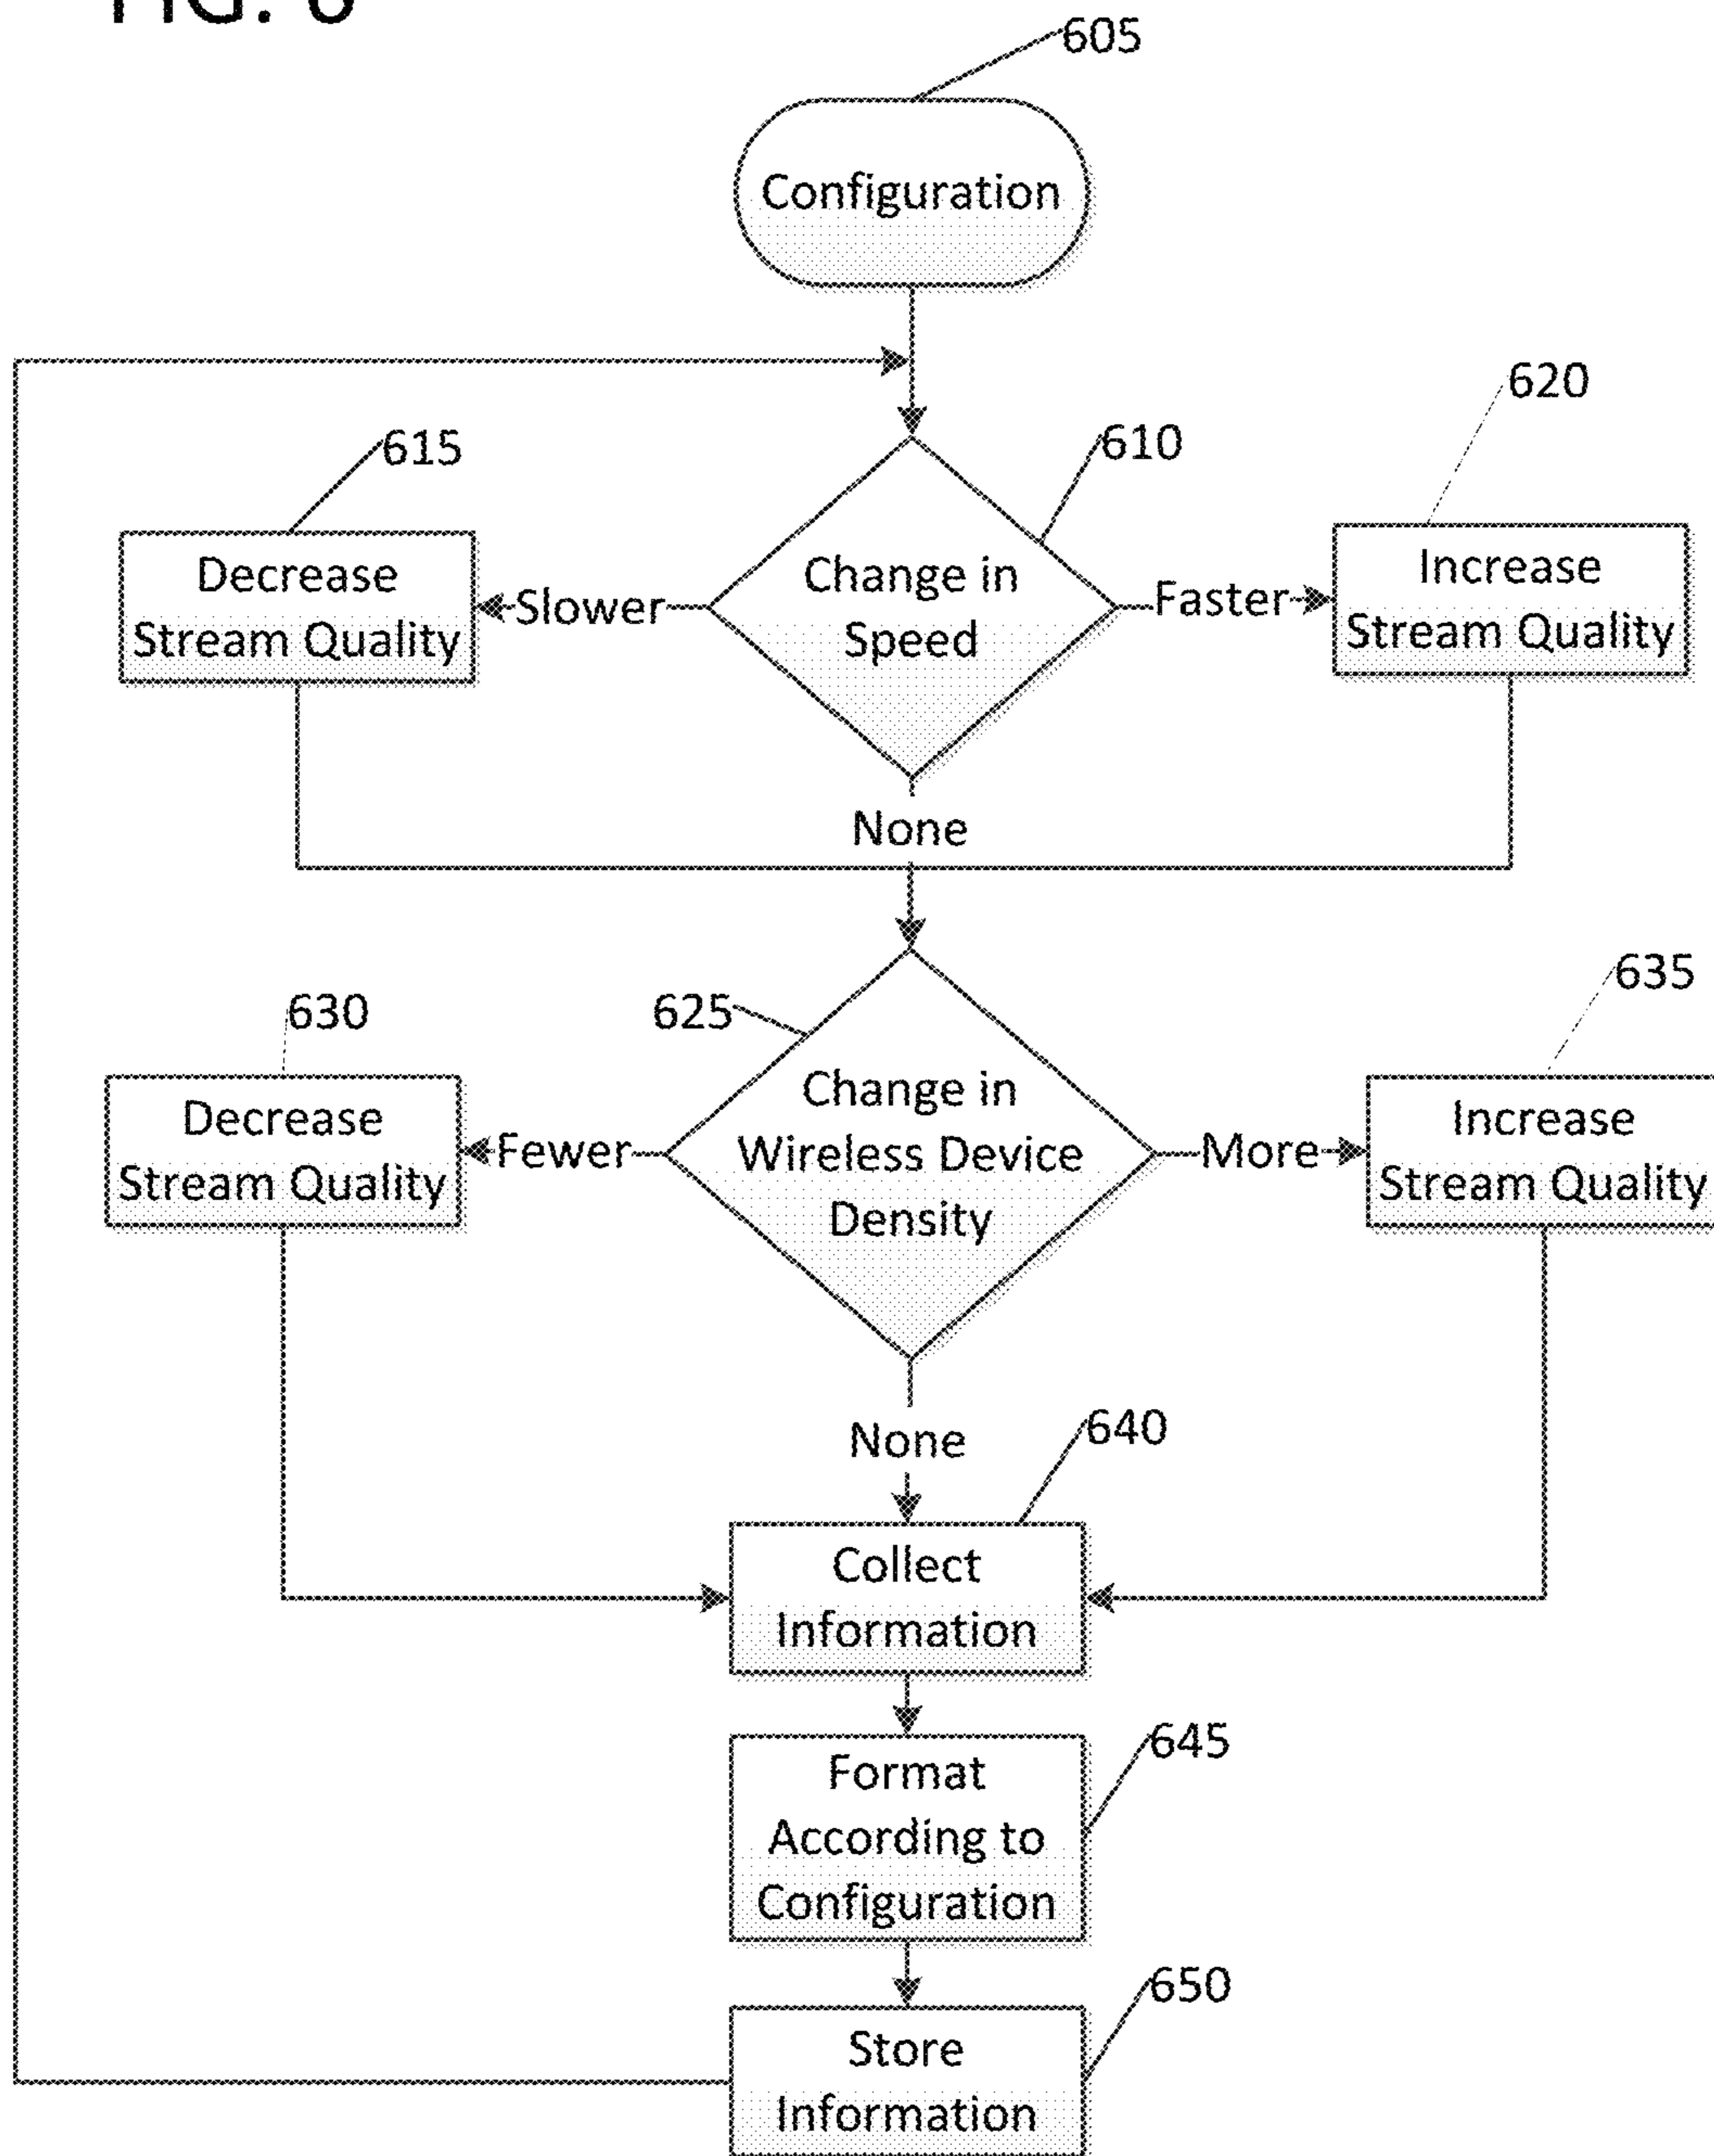 FIG. 6
605
Configuration
620
615
610
Decrease
Stream Quality
Slower
Change in
Speed
Faster
Increase
Stream Quality
None
635
630
625
Decrease
Stream Quality
Fewer
Change in
Wireless Device
Density
More
Increase
Stream Quality
None
640
Collect
Information
645
Format
According to
Configuration
650
Store
Information